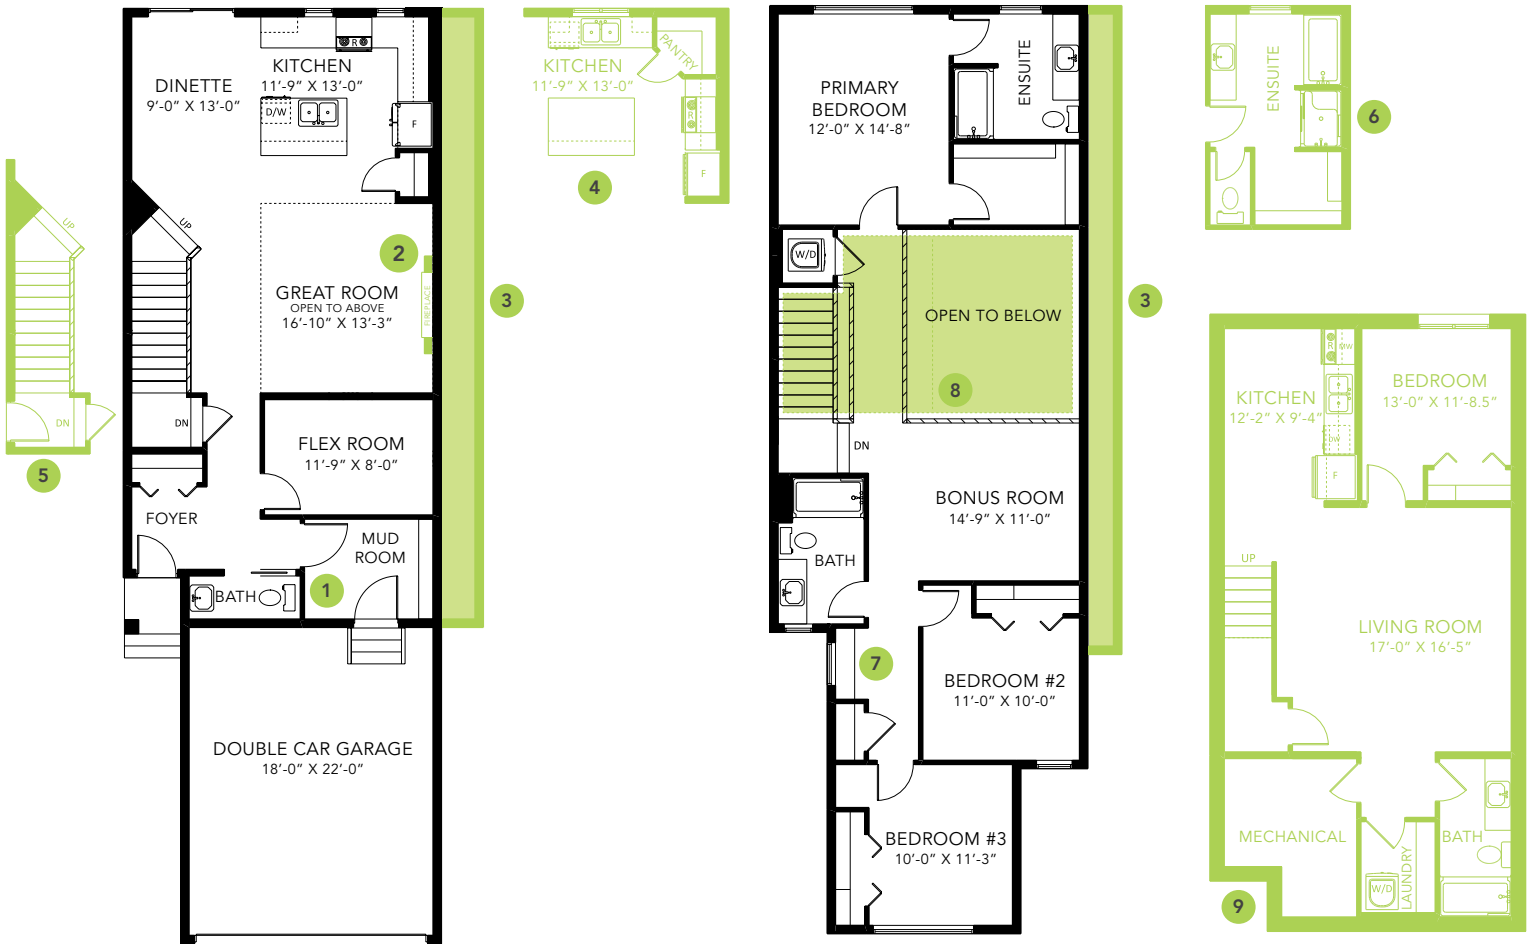 DINETTE
9'-0" X 13'-0"
KITCHEN
11'-9" X 13'-0"
R
D/W
F
UP
2
GREAT ROOM
OPEN TO ABOVE
16'-10" X 13'-3"
FIREPLACE
3
DN
FLEX ROOM
11'-9" X 8'-0"
FOYER
MUD
ROOM
BATH
1
DOUBLE CAR GARAGE
18'-0" X 22'-0"
UP
DN
5
KITCHEN
11'-9" X 13'-0"
PANTRY
R
F
4
PRIMARY
BEDROOM
12'-0" X 14'-8"
ENSUITE
W/D
OPEN TO BELOW
3
8
DN
BONUS ROOM
14'-9" X 11'-0"
BATH
7
BEDROOM #2
11'-0" X 10'-0"
BEDROOM #3
10'-0" X 11'-3"
ENSUITE
6
KITCHEN
12'-2" X 9'-4"
R
MW
DW
F
BEDROOM
13'-0" X 11'-8.5"
UP
LIVING ROOM
17'-0" X 16'-5"
MECHANICAL
LAUNDRY
W/D
BATH
9